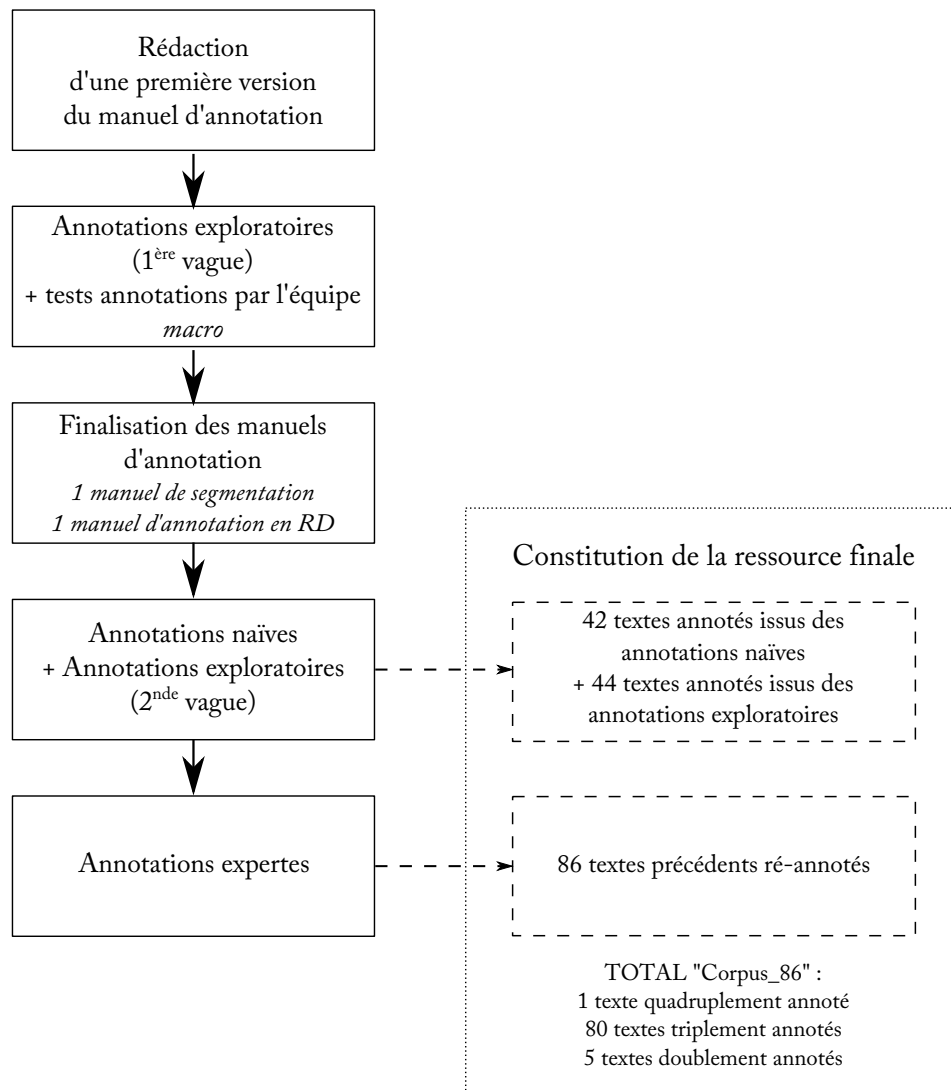 Rédaction
d'une première version
du manuel d'annotation
Annotations exploratoires
(1ère vague)
+ tests annotations par l'équipe
macro
Finalisation des manuels
d'annotation
1 manuel de segmentation
1 manuel d'annotation en RD
Constitution de la ressource finale
Annotations naïves
+ Annotations exploratoires
(2nde vague)
42 textes annotés issus des
annotations naïves
+ 44 textes annotés issus des
annotations exploratoires
Annotations expertes
86 textes précédents ré-annotés
TOTAL "Corpus_86" :
1 texte quadruplement annoté
80 textes triplement annotés
5 textes doublement annotés